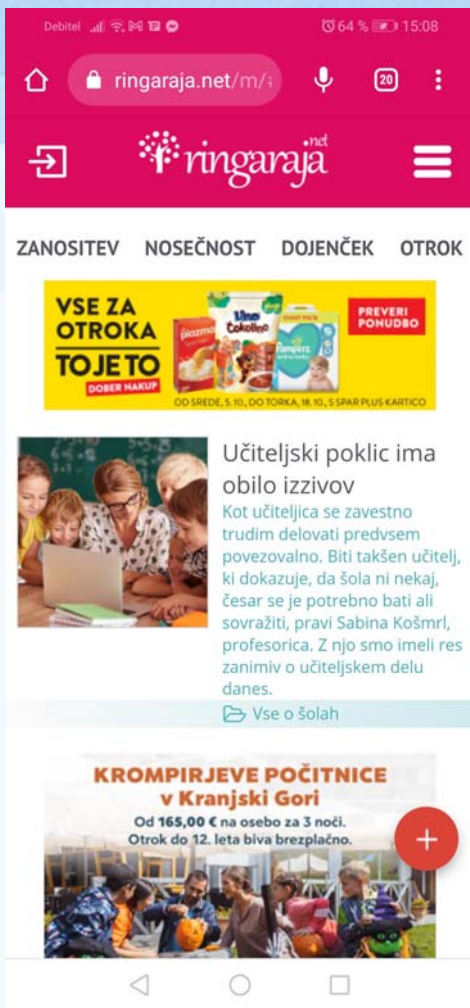 Debitel 64 % 15:08
ringaraja.net/m/ 20
ringaraja.net
ZANOSITEV NOSEČNOST DOJENČEK OTROK
VSE ZA
OTROKA
TO JE TO
DOBER NAKUP
plazma
Lino
Čokolino
Pampers
PREVERI
PONUDBO
OD SREDE, 5. 10., DO TORKA, 18. 10., S SPAR PLUS KARTICO
Učiteljski poklic ima
obilo izzivov
Kot učiteljica se zavestno
trudim delovati predvsem
povezovalno. Biti takšen učitelj,
ki dokazuje, da šola ni nekaj,
česar se je potrebno bati ali
sovražiti, pravi Sabina Košmrl,
profesorica. Z njo smo imeli res
zanimiv o učiteljskem delu
danes.
Vse o šolah
KROMPIRJEVE POČITNICE
v Kranjski Gori
Od 165,00 € na osebo za 3 noči.
Otrok do 12. leta biva brezplačno.